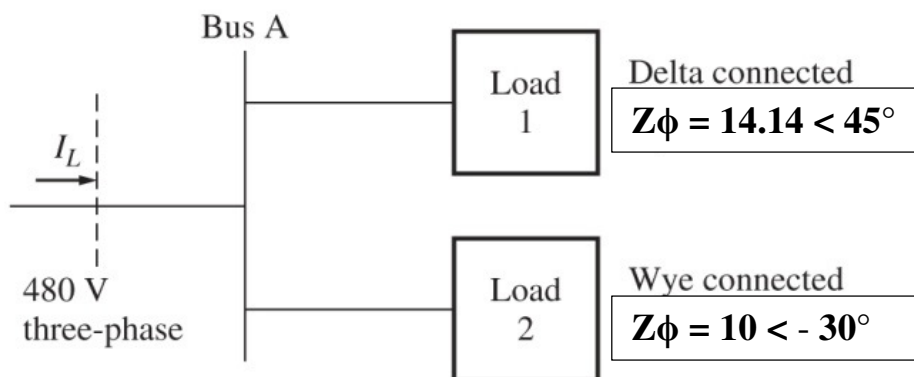 Bus A
Load
1
Delta connected
Zϕ = 14.14 < 45°
I_L
480 V
three-phase
Load
2
Wye connected
Zϕ = 10 < - 30°